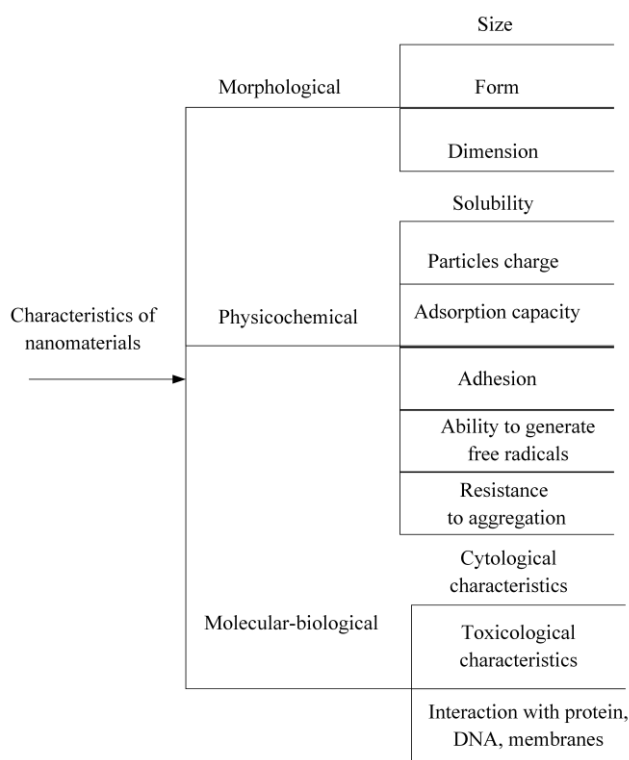 Size
Morphological
Form
Dimension
Solubility
Particles charge
Characteristics of
nanomaterials
Physicochemical
Adsorption capacity
Adhesion
Ability to generate
free radicals
Resistance
to aggregation
Cytological
characteristics
Molecular-biological
Toxicological
characteristics
Interaction with protein,
DNA, membranes